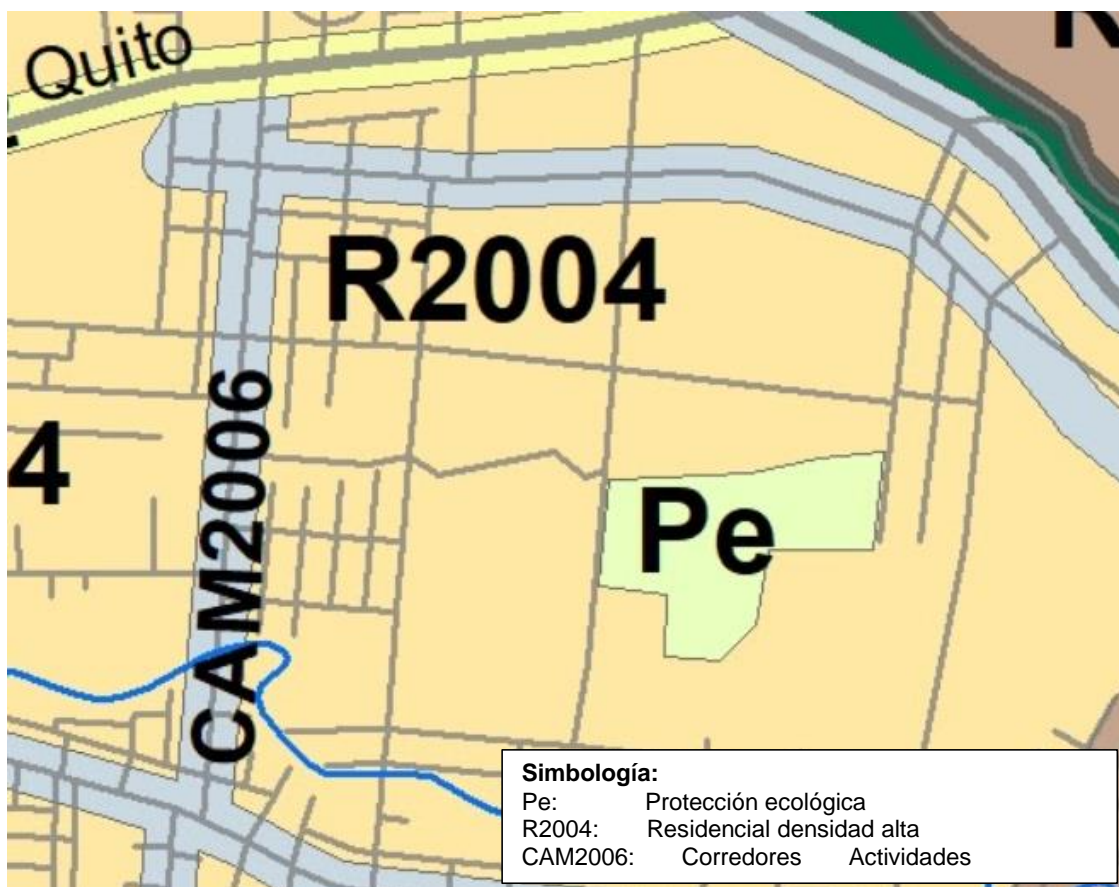 Quito
R2004
4
CAM2006
Pe
Simbología:
Pe: Protección ecológica
R2004: Residencial densidad alta
CAM2006: Corredores Actividades